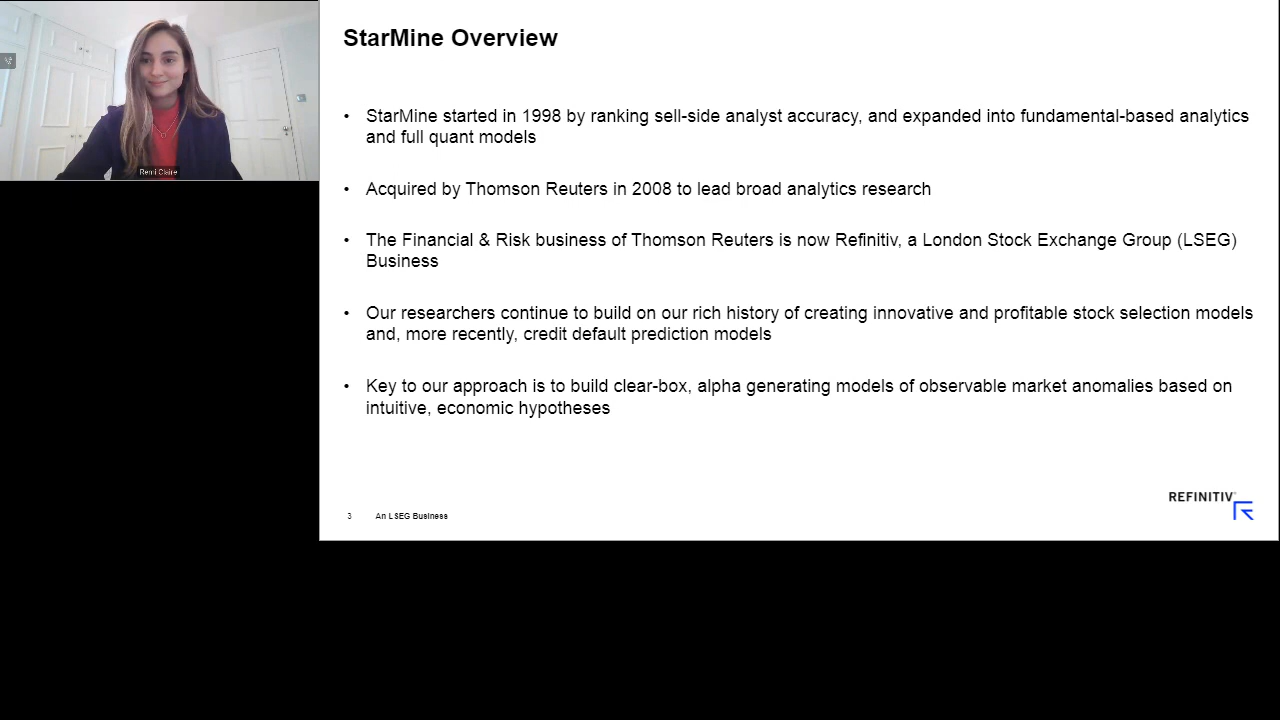 Remi Claire
StarMine Overview
• StarMine started in 1998 by ranking sell-side analyst accuracy, and expanded into fundamental-based analytics
and full quant models
• Acquired by Thomson Reuters in 2008 to lead broad analytics research
• The Financial & Risk business of Thomson Reuters is now Refinitiv, a London Stock Exchange Group (LSEG)
Business
• Our researchers continue to build on our rich history of creating innovative and profitable stock selection models
and, more recently, credit default prediction models
• Key to our approach is to build clear-box, alpha generating models of observable market anomalies based on
intuitive, economic hypotheses
REFINITIV
3 An LSEG Business